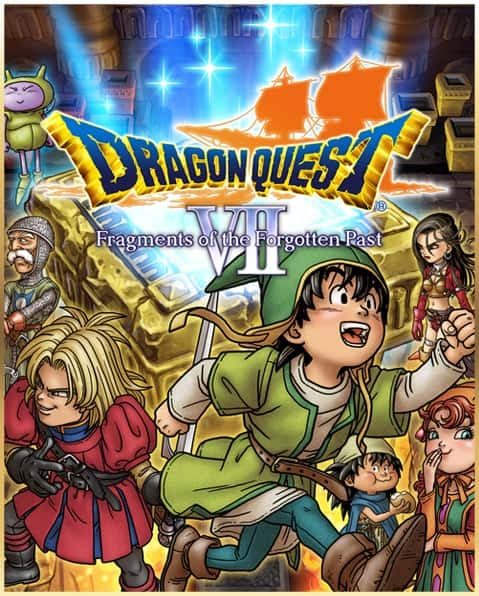 DRAGON QUEST
®
VII
Fragments of the Forgotten Past